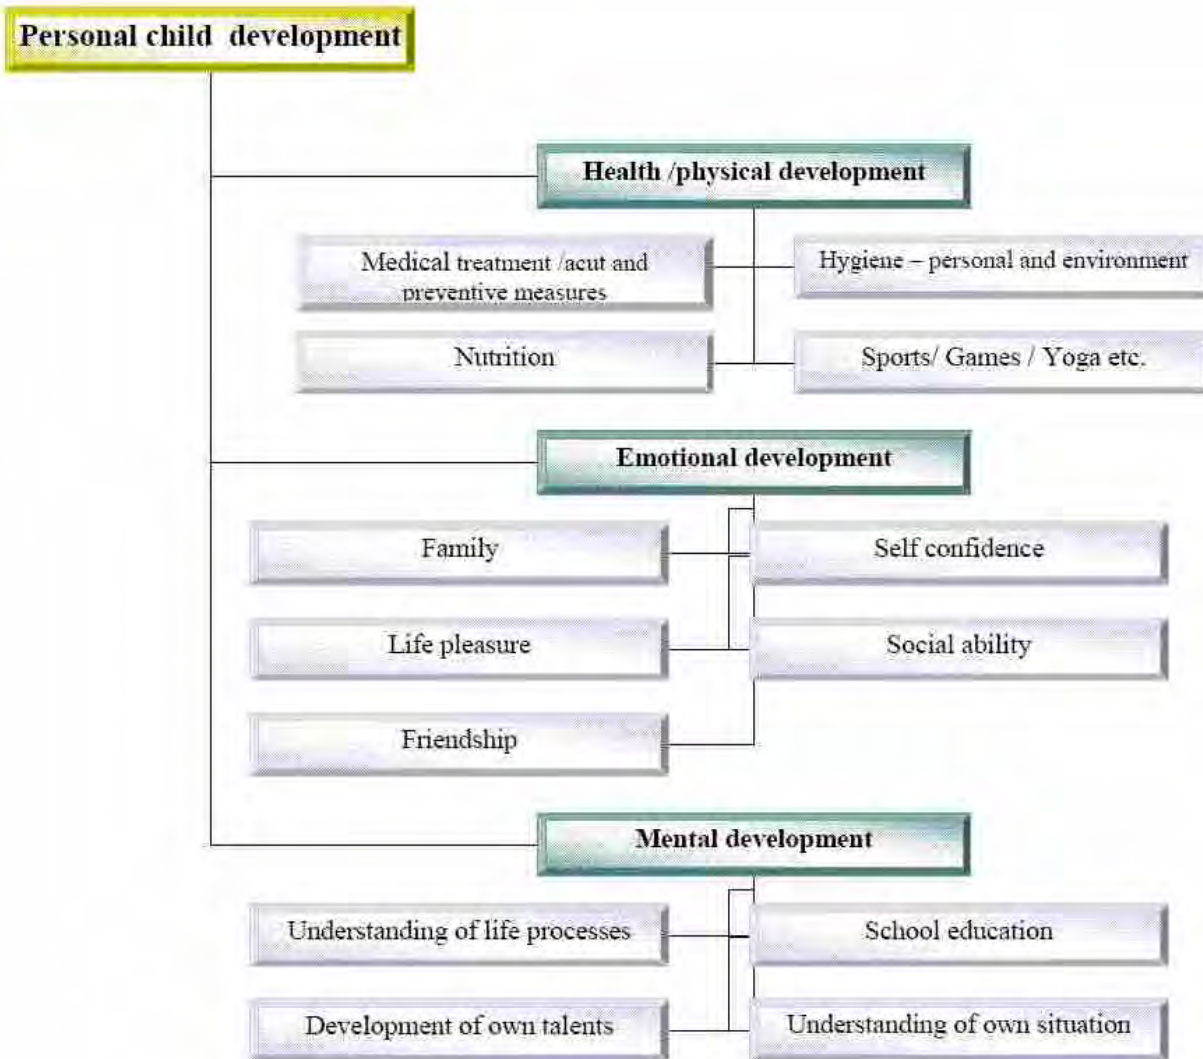 Personal child development
Health /physical development
Medical treatment /acut and
preventive measures
Hygiene – personal and environment
Nutrition
Sports/ Games / Yoga etc.
Emotional development
Family
Self confidence
Life pleasure
Social ability
Friendship
Mental development
Understanding of life processes
School education
Development of own talents
Understanding of own situation